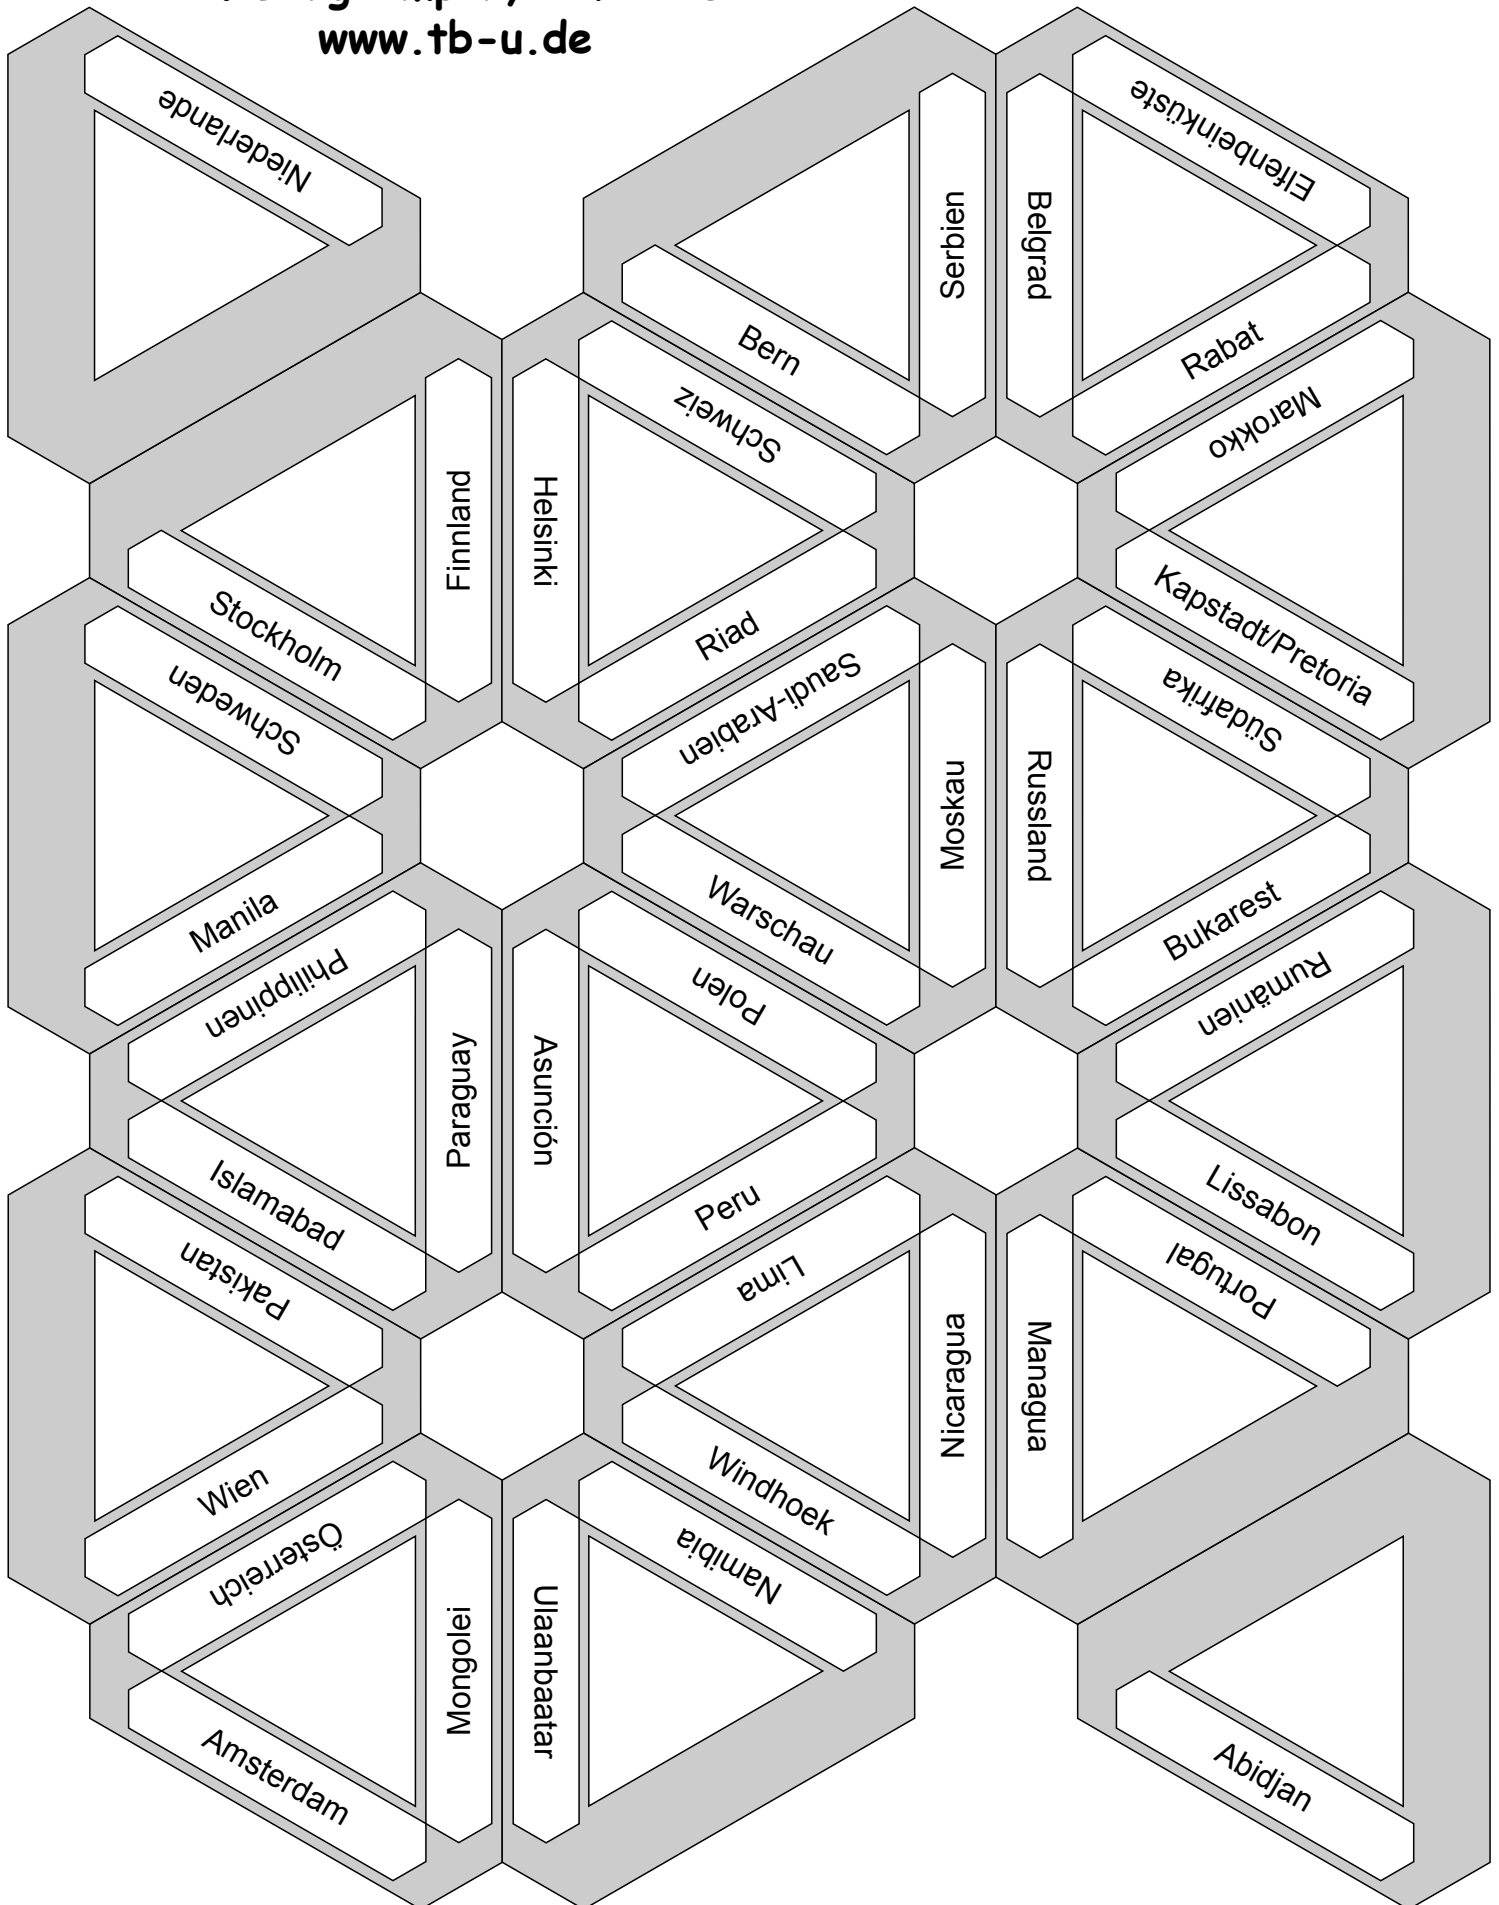 www.tb-u.de
Niederlande
Elfenbeinküste
Serbien
Belgrad
Bern
Rabat
Schweiz
Marokko
Finnland
Helsinki
Stockholm
Riad
Kapstadt/Pretoria
Schweden
Saudi-Arabien
Südafrika
Moskau
Russland
Manila
Warschau
Bukarest
Philippinen
Polen
Rumänien
Paraguay
Asunción
Islamabad
Peru
Lissabon
Pakistan
Lima
Portugal
Nicaragua
Managua
Wien
Windhoek
Österreich
Namibia
Mongolei
Ulaanbaatar
Amsterdam
Abidjan